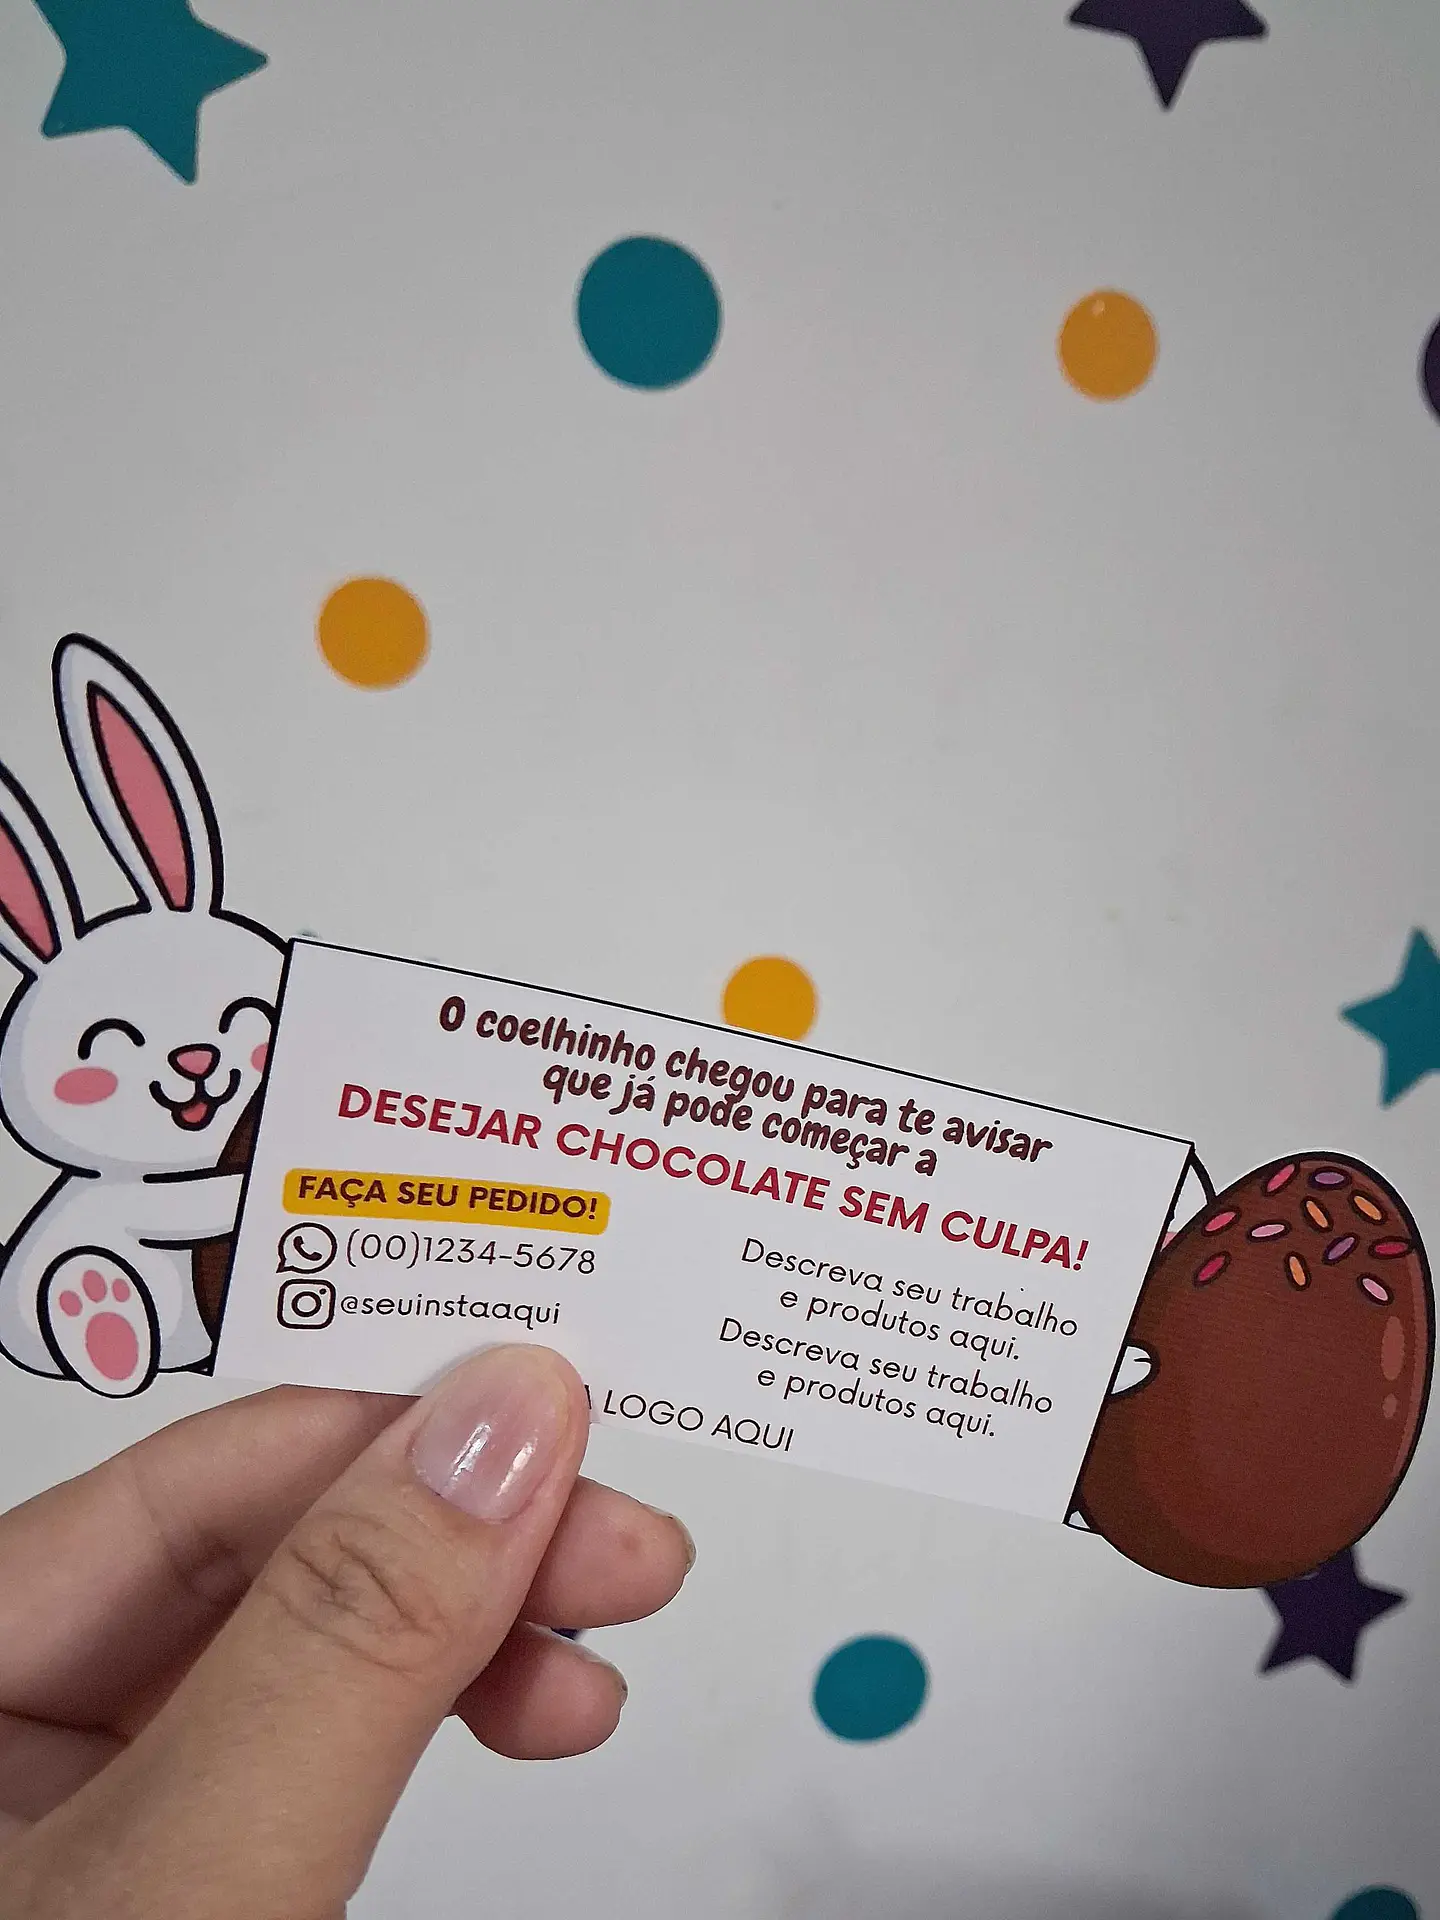 O coelhinho chegou para te avisar
que já pode começar a
DESEJAR CHOCOLATE SEM CULPA!
FAÇA SEU PEDIDO!
(00)1234-5678
@seuinstaaqui
Descreva seu trabalho
e produtos aqui.
Descreva seu trabalho
e produtos aqui.
LOGO AQUI